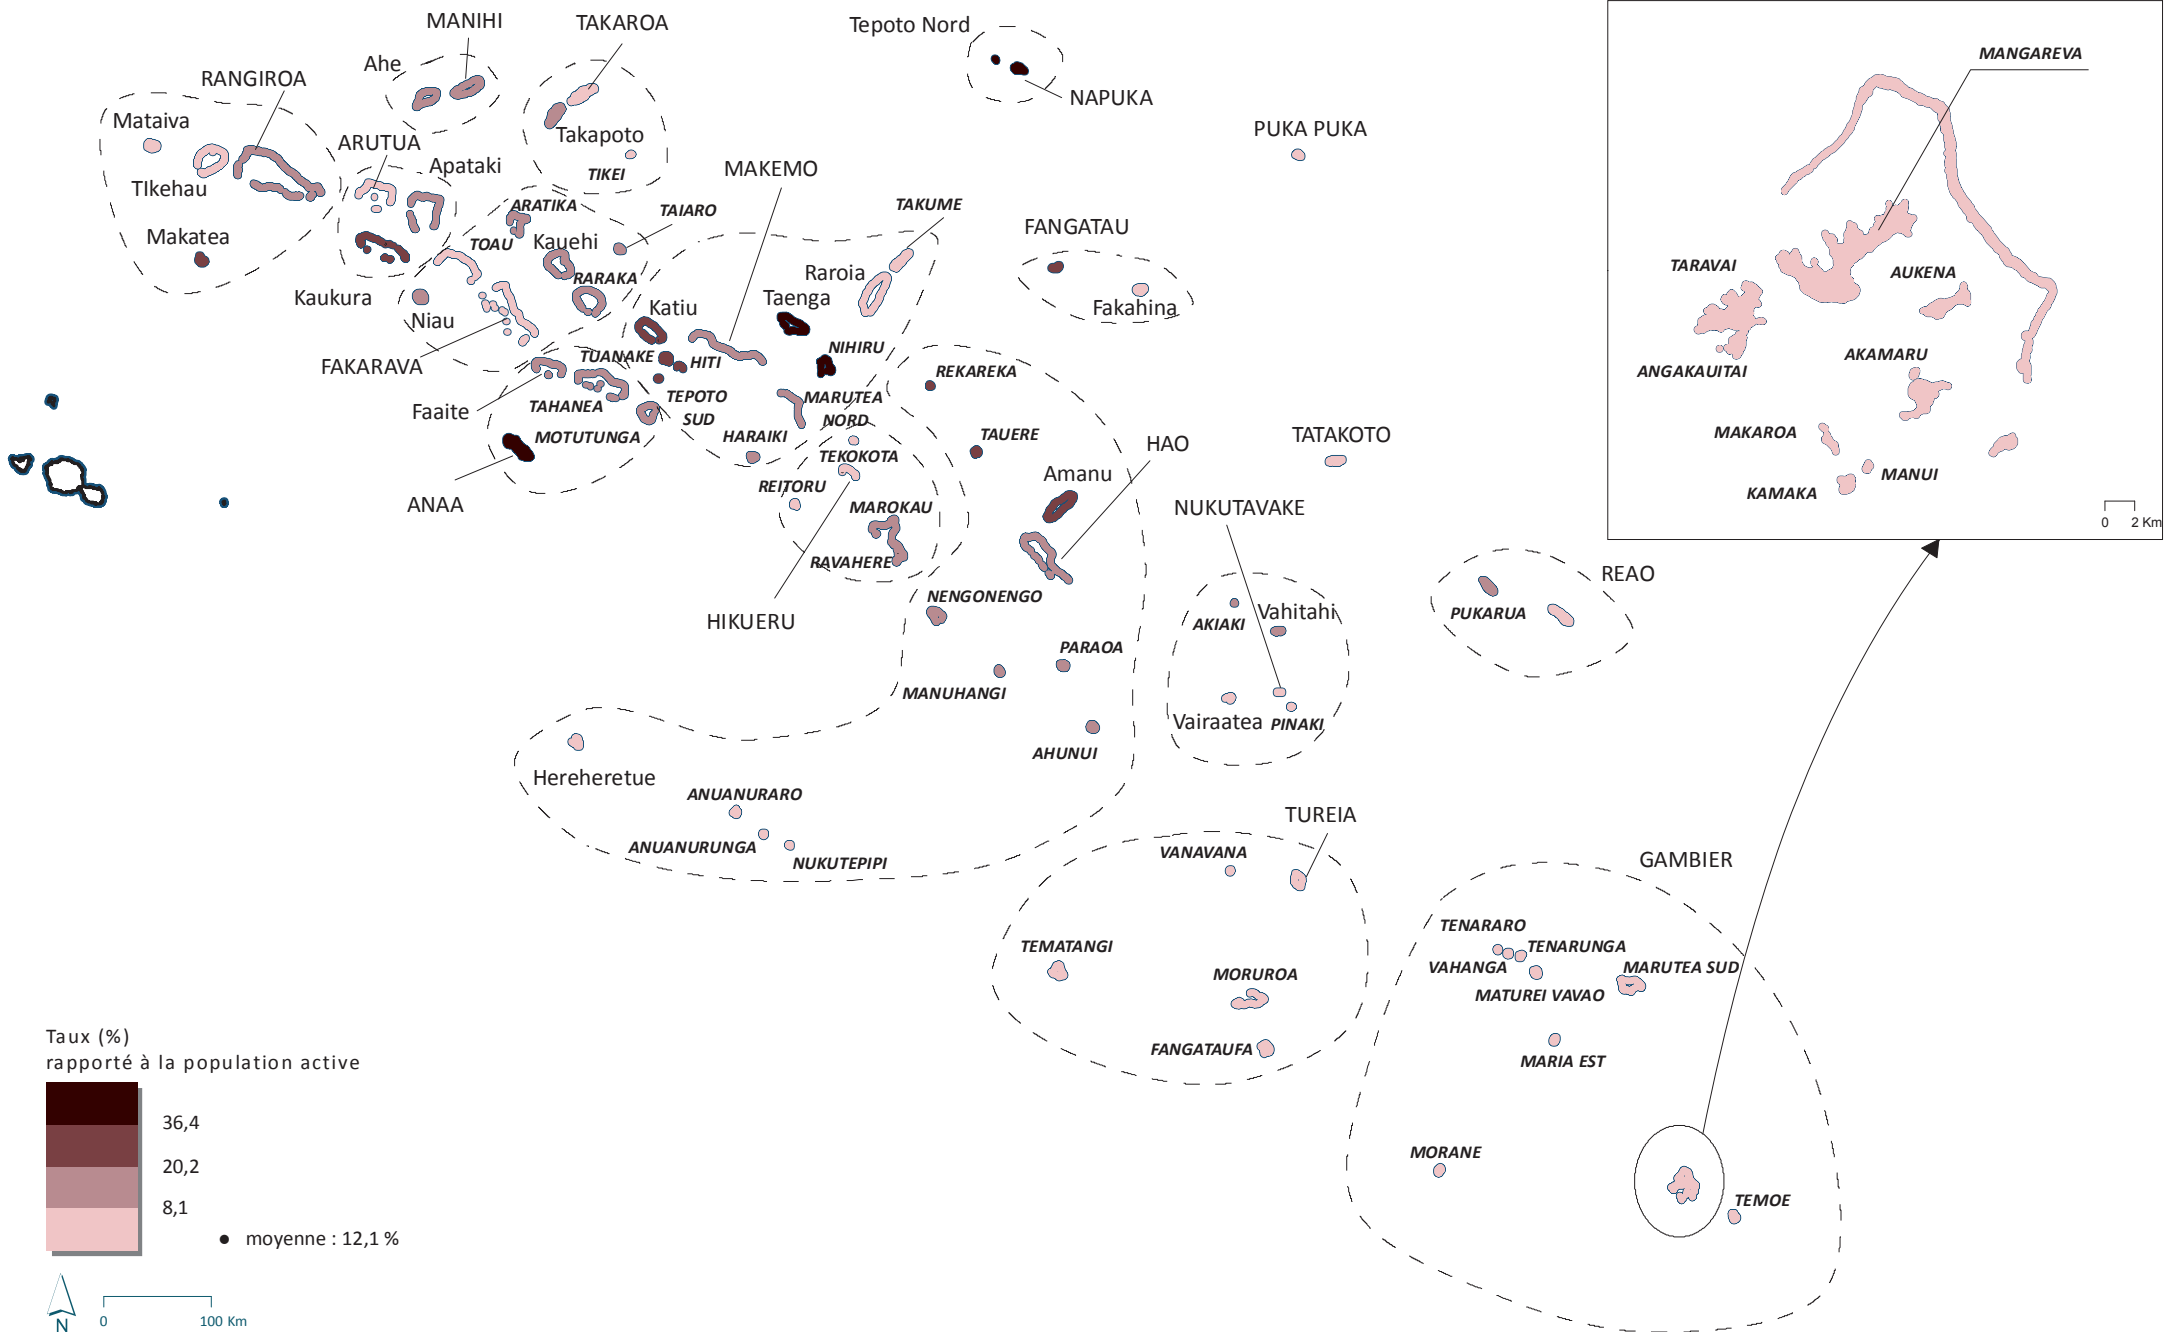 MANIHI
TAKAROA
Tepoto Nord
MANGAREVA
Ahe
RANGIROA
NAPUKA
Mataiva
ARUTUA
Takapoto
PUKA PUKA
Apataki
TIKEI
MAKEMO
TIkehau
ARATIKA
TAIARO
TAKUME
FANGATAU
Makatea
TOAU
Kauehi
TARAVAI
AUKENA
RARAKA
Raroia
Kaukura
Katiu
Taenga
Fakahina
Niau
FAKARAVA
TUANAKE
HITI
NIHIRU
AKAMARU
ANGAKAUITAI
REKAREKA
Faaite
TAHANEA
TEPOTO
SUD
MARUTEA
NORD
MOTUTUNGA
HARAIKI
TAUERE
TATAKOTO
MAKAROA
HAO
TEKOKOTA
Amanu
MANUI
REITORU
KAMAKA
ANAA
MAROKAU
NUKUTAVAKE
0 2 Km
RAVAHERE
REAO
NENGONENGO
HIKUERU
AKIAKI
Vahitahi
PUKARUA
PARAOA
MANUHANGI
Vairaatea
PINAKI
AHUNUI
Hereheretue
ANUANURARO
TUREIA
ANUANURUNGA
NUKUTEPIPI
VANAVANA
GAMBIER
TENARARO
TEMATANGI
TENARUNGA
VAHANGA
MARUTEA SUD
MORUROA
MATUREI VAVAO
Taux (%)
rapporté à la population active
FANGATAUFA
MARIA EST
36,4
20,2
8,1
MORANE
TEMOE
moyenne : 12,1 %
N
0 100 Km